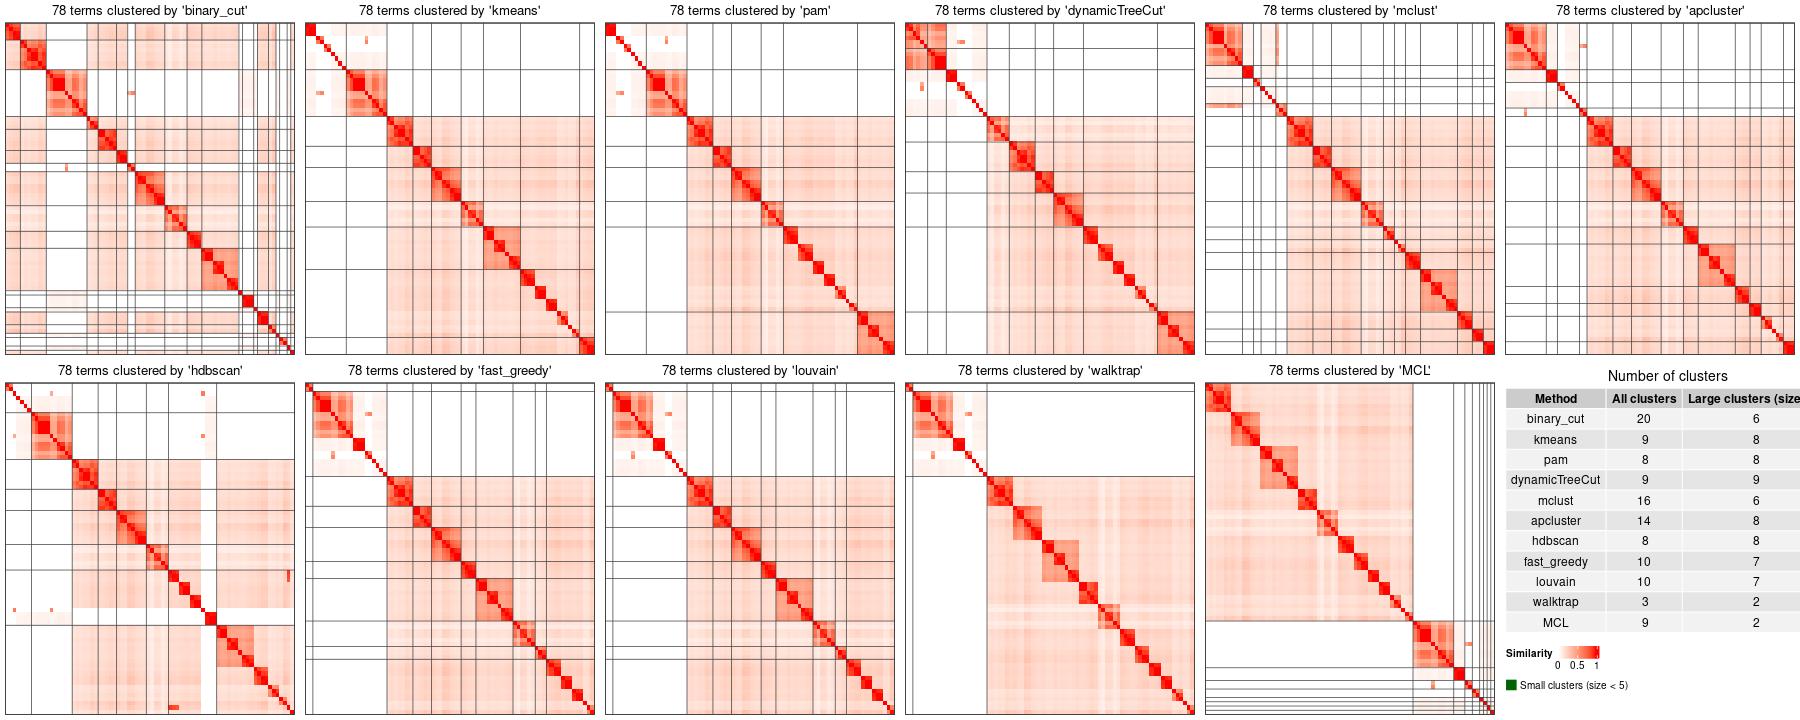 78 terms clustered by 'binary_cut'
78 terms clustered by 'kmeans'
78 terms clustered by 'pam'
78 terms clustered by 'dynamicTreeCut'
78 terms clustered by 'mclust'
78 terms clustered by 'apcluster'
78 terms clustered by 'hdbscan'
78 terms clustered by 'fast_greedy'
78 terms clustered by 'louvain'
78 terms clustered by 'walktrap'
78 terms clustered by 'MCL'
Number of clusters
Method All clusters Large clusters (size
binary_cut 20 6
kmeans 9 8
pam 8 8
dynamicTreeCut 9 9
mclust 16 6
apcluster 14 8
hdbscan 8 8
fast_greedy 10 7
louvain 10 7
walktrap 3 2
MCL 9 2
Similarity
0 0.5 1
Small clusters (size < 5)